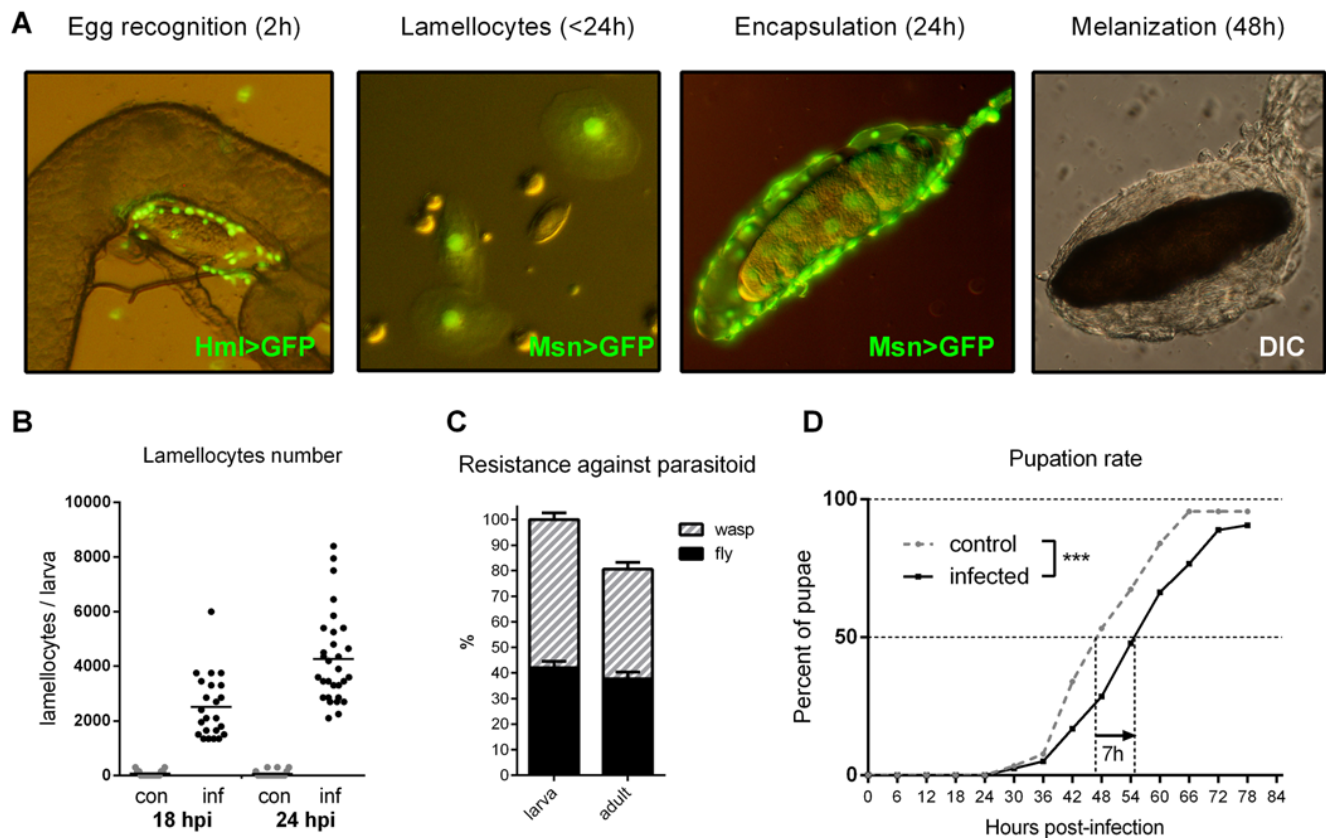 A
Egg recognition (2h)
Lamellocytes (<24h)
Encapsulation (24h)
Melanization (48h)
Hml>GFP
Msn>GFP
Msn>GFP
DIC
B
Lamellocytes number
lamellocytes / larva
10000
8000
6000
4000
2000
0
con
inf
con
inf
18 hpi
24 hpi
C
Resistance against parasitoid
%
100
90
80
70
60
50
40
30
20
10
0
wasp
fly
larva
adult
D
Pupation rate
Percent of pupae
100
50
0
control
infected
***
7h
0 6 12 18 24 30 36 42 48 54 60 66 72 78 84
Hours post-infection